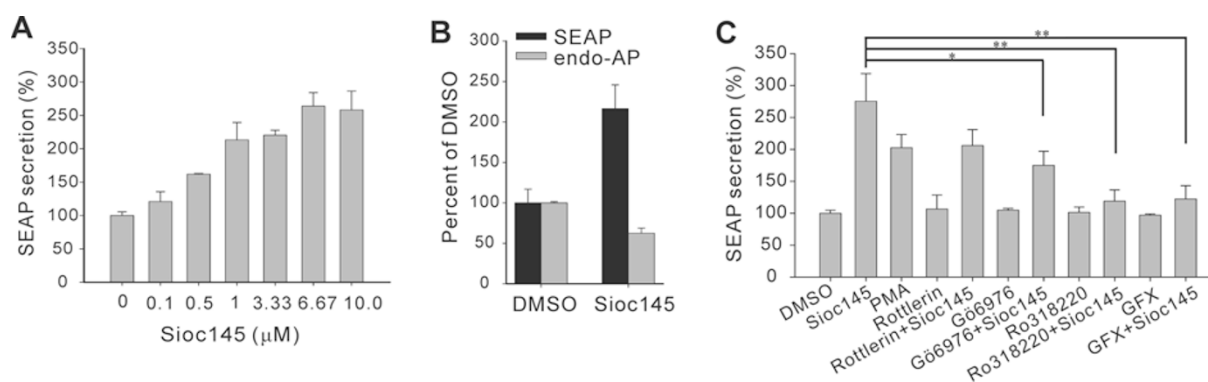 A
SEAP secretion (%)
350
300
250
200
150
100
50
0
0 0.1 0.5 1 3.33 6.67 10.0
Sioc145 (μM)
B
SEAP
endo-AP
Percent of DMSO
300
250
200
150
100
50
0
DMSO Sioc145
C
SEAP secretion (%)
350
300
250
200
150
100
50
0
**
**
*
DMSO
Sioc145
PMA
Rottlerin
Rottlerin+Sioc145
Gö6976
Gö6976+Sioc145
Ro318220
Ro318220+Sioc145
GFX
GFX+Sioc145